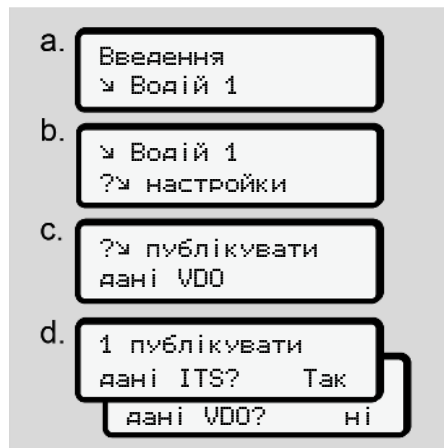 a.
Введення
↘ Водій 1
b.
↘ Водій 1
?↘ настройки
c.
?↘ публікувати
дані VDO
d.
1 публікувати
дані ITS? Так
дані VDO? ні